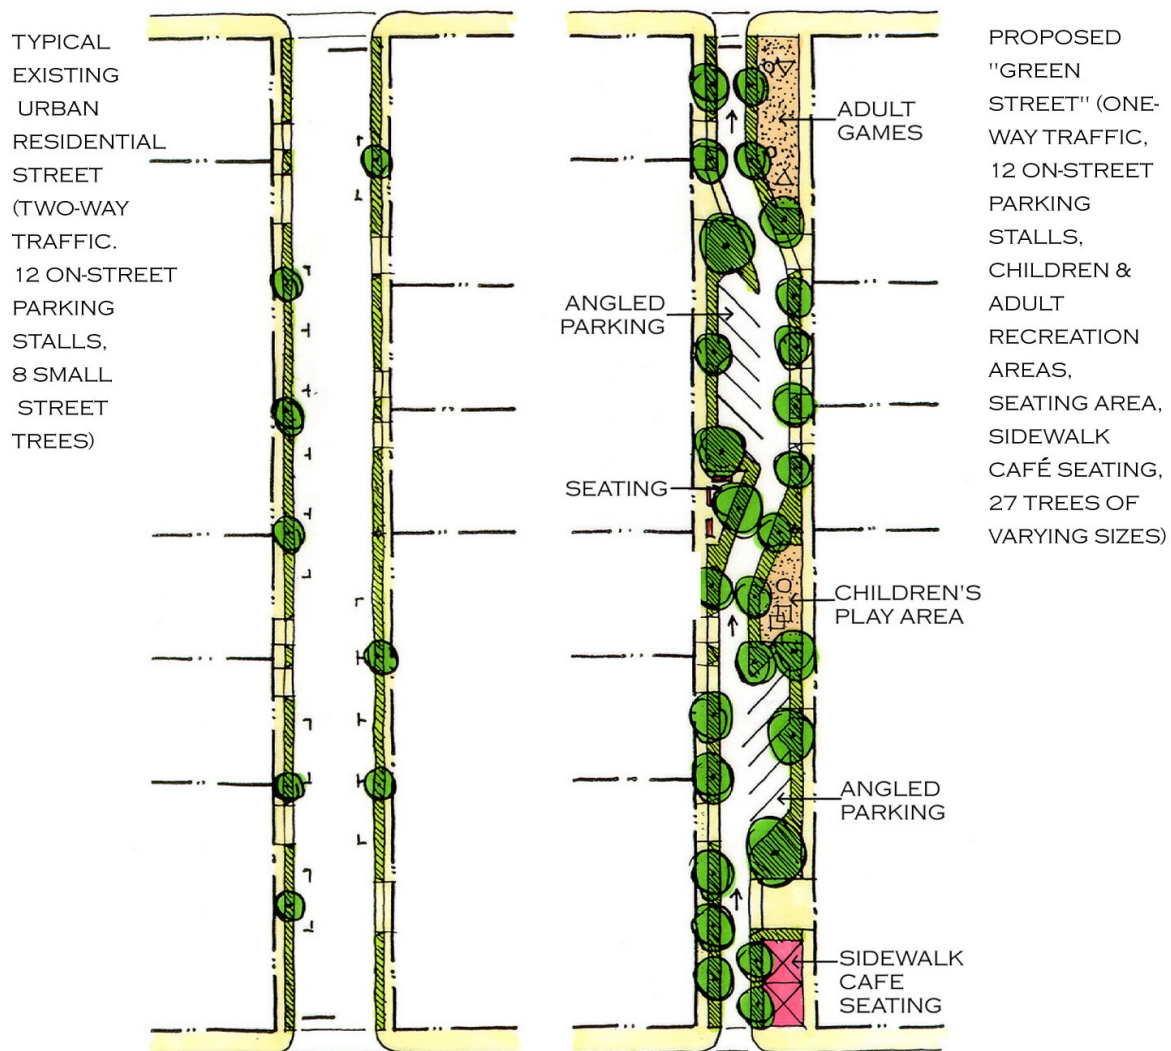 TYPICAL
EXISTING
URBAN
RESIDENTIAL
STREET
(TWO-WAY
TRAFFIC.
12 ON-STREET
PARKING
STALLS,
8 SMALL
STREET
TREES)
ADULT
GAMES
ANGLED
PARKING
SEATING
CHILDREN'S
PLAY AREA
ANGLED
PARKING
SIDEWALK
CAFE
SEATING
PROPOSED
"GREEN
STREET" (ONE-
WAY TRAFFIC,
12 ON-STREET
PARKING
STALLS,
CHILDREN &
ADULT
RECREATION
AREAS,
SEATING AREA,
SIDEWALK
CAFÉ SEATING,
27 TREES OF
VARYING SIZES)